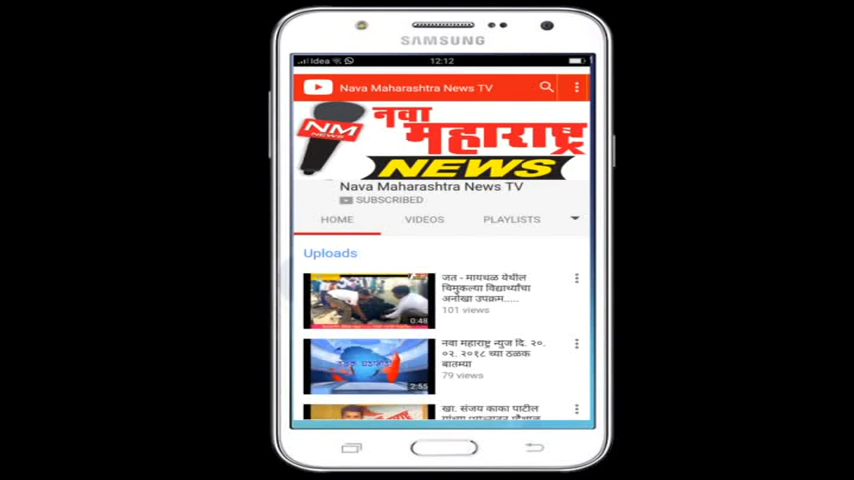 SAMSUNG
Idea 12:12
Nava Maharashtra News TV
नवा
महाराष्ट्र
NM
NEWS
NEWS
Nava Maharashtra News TV
SUBSCRIBED
HOME VIDEOS PLAYLISTS
Uploads
जत - मायथळ येथील
चिमुकल्या विद्यार्थ्यांचा
अनोखा उपक्रम.....
101 views
0:48
नवा महाराष्ट्र न्युज दि. २०.
०२. २०१८ च्या ठळक
बातम्या
79 views
2:55
खा. संजय काका पाटील